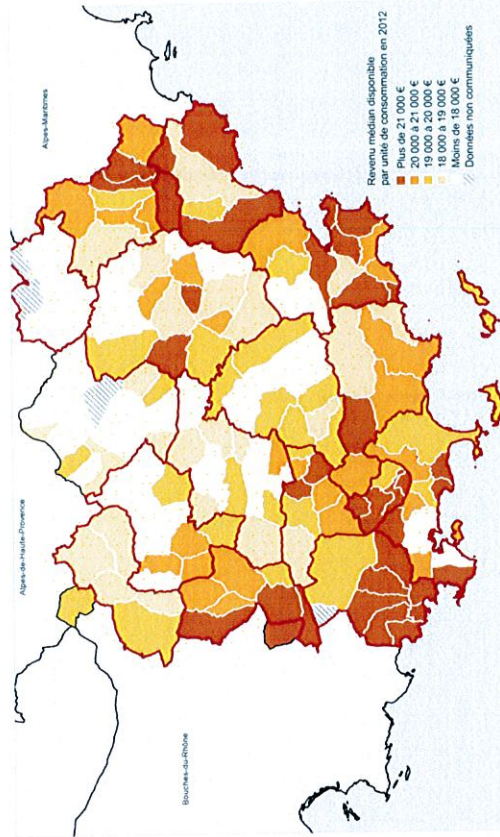 Alpes-de-Haute-Provence
Alpes-Maritimes
Bouches-du-Rhône
Revenu médian disponible
par unité de consommation en 2012
Plus de 21 000 €
20 000 à 21 000 €
19 000 à 20 000 €
18 000 à 19 000 €
Moins de 18 000 €
Données non communiquées